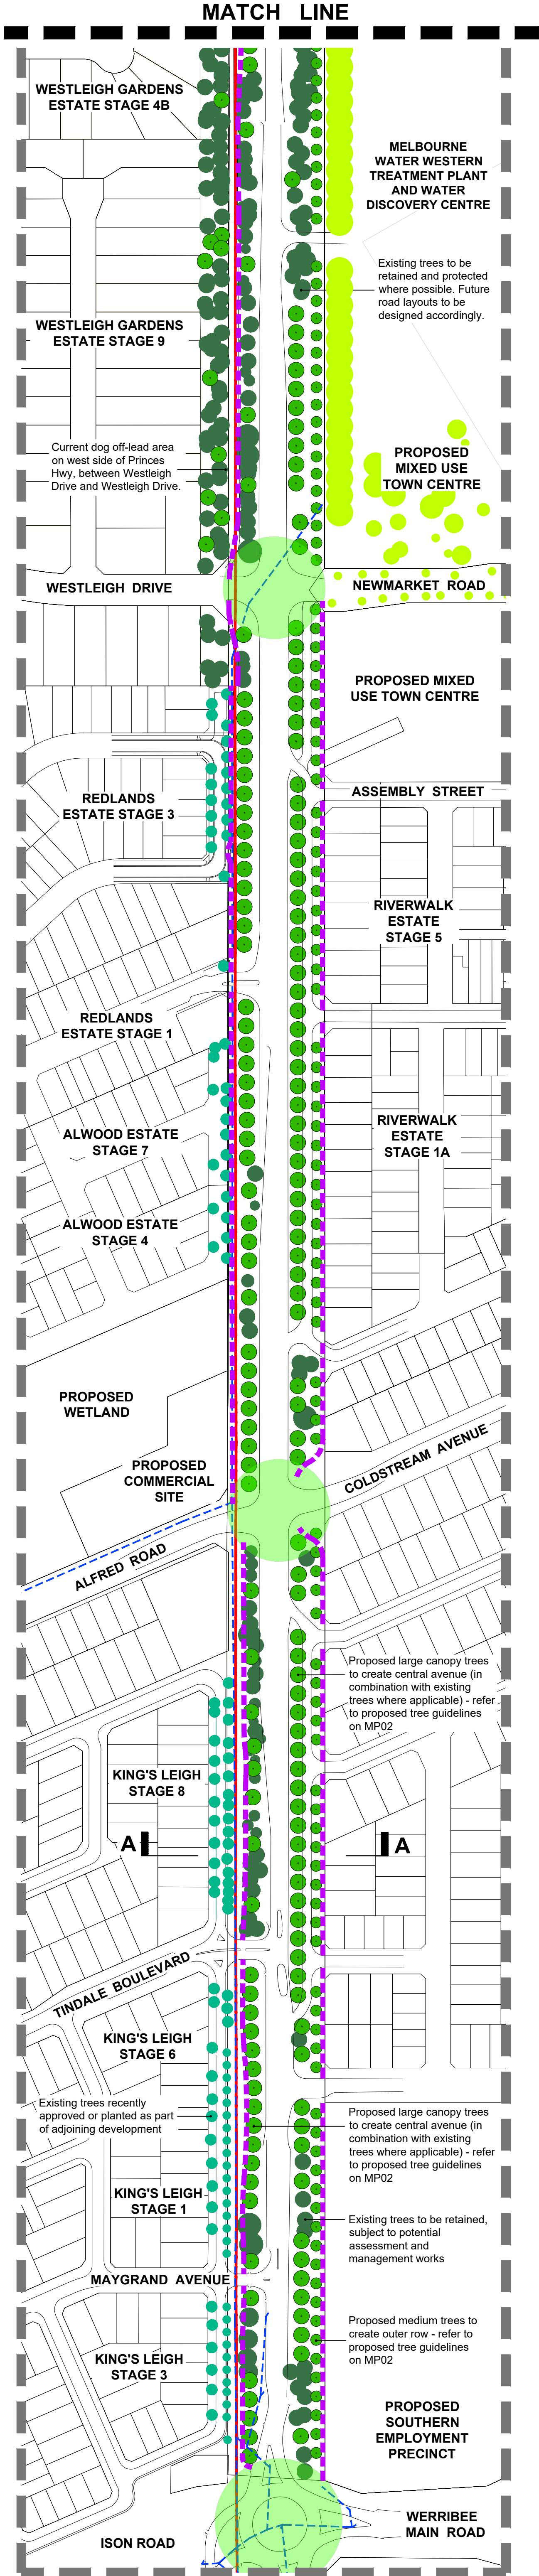 MATCH LINE
WESTLEIGH GARDENS
ESTATE STAGE 4B
MELBOURNE
WATER WESTERN
TREATMENT PLANT
AND WATER
DISCOVERY CENTRE
Existing trees to be
retained and protected
where possible. Future
road layouts to be
designed accordingly.
WESTLEIGH GARDENS
ESTATE STAGE 9
Current dog off-lead area
on west side of Princes
Hwy, between Westleigh
Drive and Westleigh Drive.
PROPOSED
MIXED USE
TOWN CENTRE
WESTLEIGH DRIVE
NEWMARKET ROAD
PROPOSED MIXED
USE TOWN CENTRE
ASSEMBLY STREET
REDLANDS
ESTATE STAGE 3
RIVERWALK
ESTATE
STAGE 5
REDLANDS
ESTATE STAGE 1
RIVERWALK
ESTATE
STAGE 1A
ALWOOD ESTATE
STAGE 7
ALWOOD ESTATE
STAGE 4
PROPOSED
WETLAND
COLDSTREAM AVENUE
PROPOSED
COMMERCIAL
SITE
ALFRED ROAD
Proposed large canopy trees
to create central avenue (in
combination with existing
trees where applicable) - refer
to proposed tree guidelines
on MP02
KING'S LEIGH
STAGE 8
A
A
TINDALE BOULEVARD
KING'S LEIGH
STAGE 6
Existing trees recently
approved or planted as part
of adjoining development
Proposed large canopy trees
to create central avenue (in
combination with existing
trees where applicable) - refer
to proposed tree guidelines
on MP02
KING'S LEIGH
STAGE 1
Existing trees to be retained,
subject to potential
assessment and
management works
MAYGRAND AVENUE
Proposed medium trees to
create outer row - refer to
proposed tree guidelines
on MP02
KING'S LEIGH
STAGE 3
PROPOSED
SOUTHERN
EMPLOYMENT
PRECINCT
WERRIBEE
MAIN ROAD
ISON ROAD